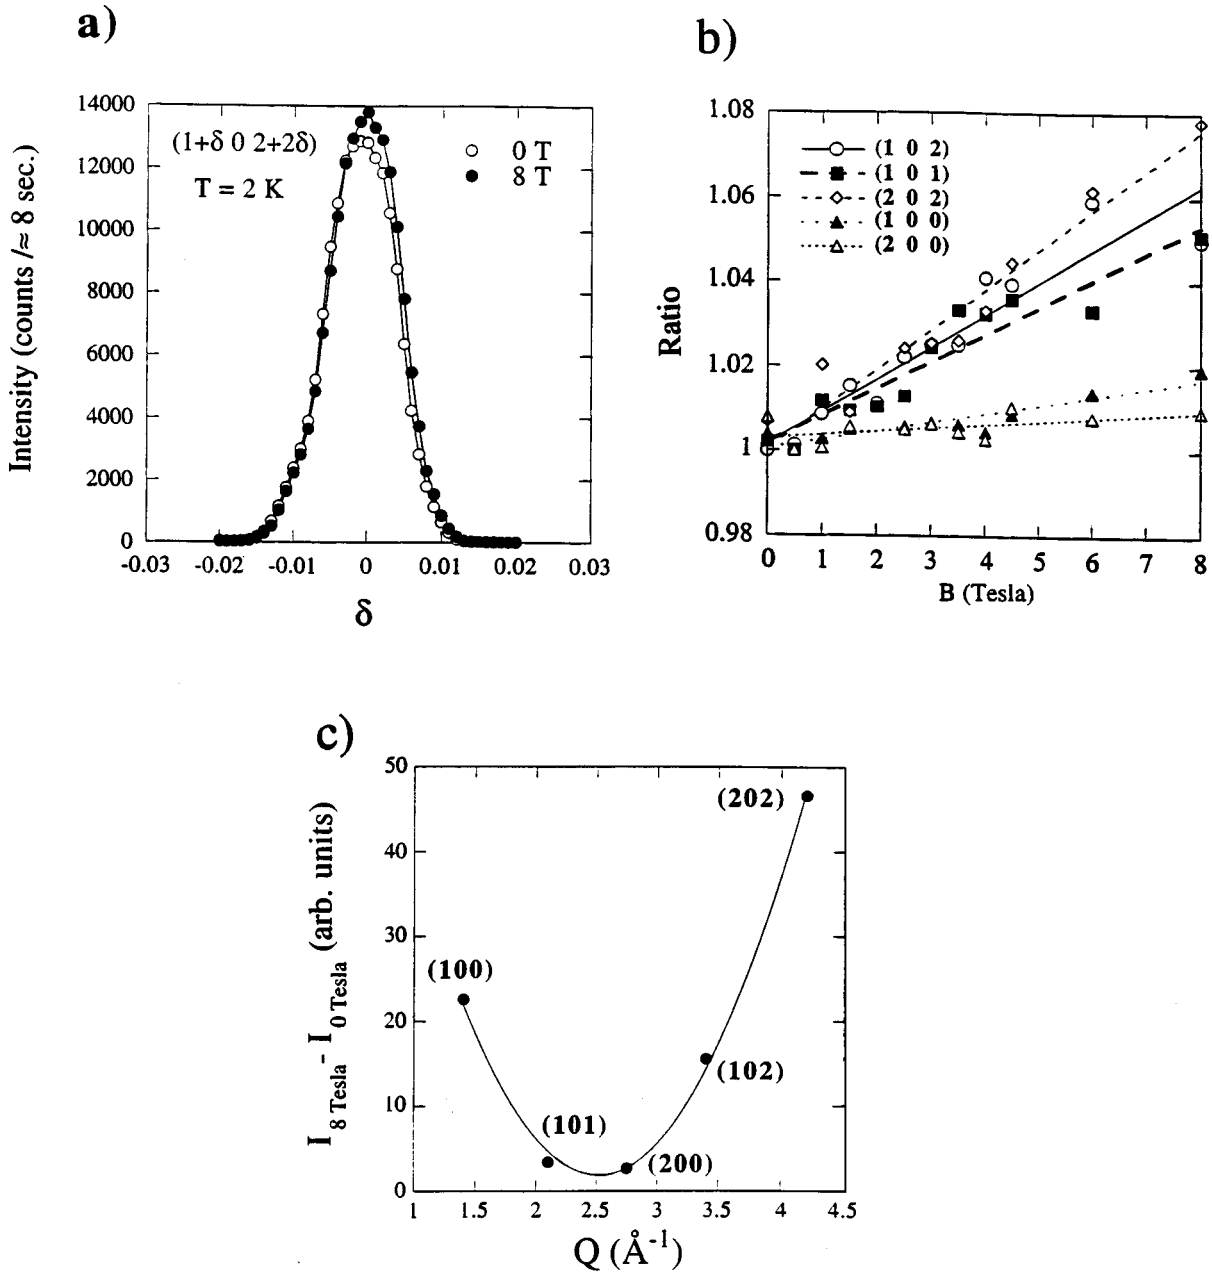 a)
14000
12000
10000
8000
6000
4000
2000
0
Intensity (counts /≈ 8 sec.)
(1+δ 0 2+2δ)
T = 2 K
0 T
8 T
-0.03 -0.02 -0.01 0 0.01 0.02 0.03
δ
b)
1.08
1.06
1.04
1.02
1
0.98
Ratio
(1 0 2)
(1 0 1)
(2 0 2)
(1 0 0)
(2 0 0)
0 1 2 3 4 5 6 7 8
B (Tesla)
c)
50
40
30
20
10
0
I 8 Tesla - I 0 Tesla (arb. units)
(100)
(101)
(200)
(102)
(202)
1 1.5 2 2.5 3 3.5 4 4.5
Q (Å-1)